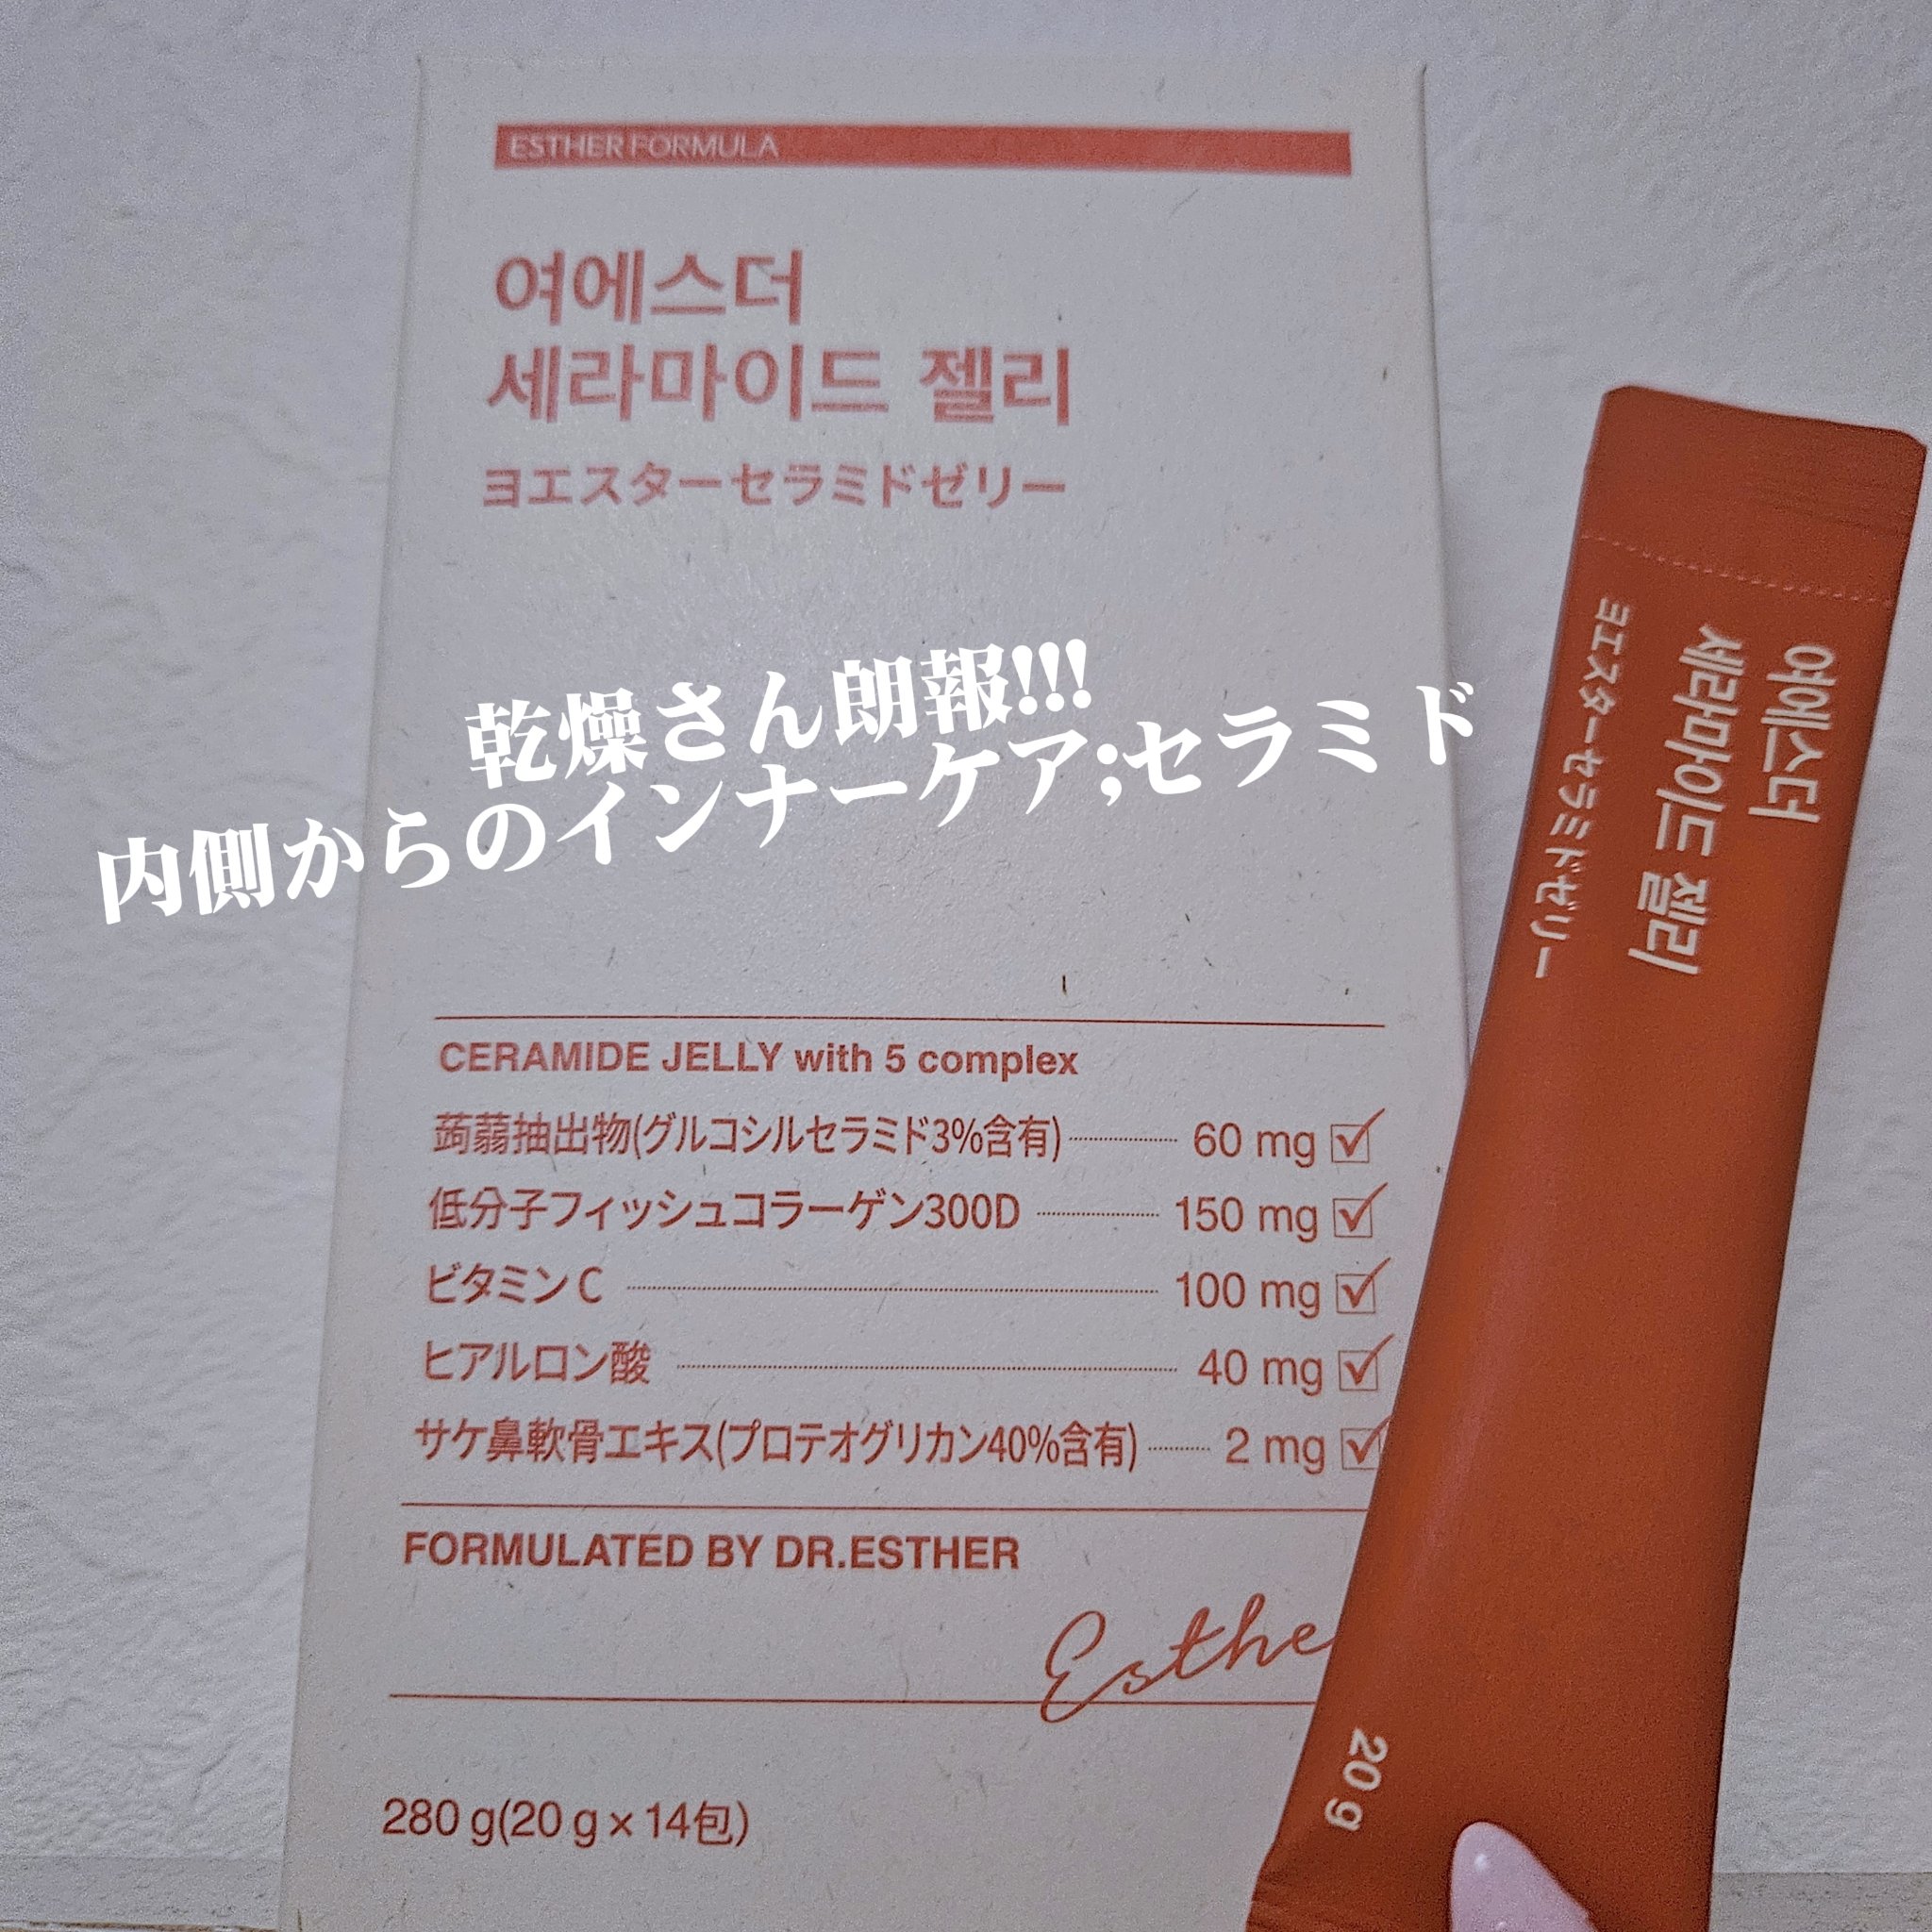 ESTHER FORMULA
여에스더
세라마이드 젤리
ヨエスターセラミドゼリー
乾燥さん朗報!!!
内側からのインナーケア;セラミド
CERAMIDE JELLY with 5 complex
蒟蒻抽出物(グルコシルセラミド3%含有) 60 mg
低分子フィッシュコラーゲン300D 150 mg
ビタミンC 100 mg
ヒアルロン酸 40 mg
サケ鼻軟骨エキス(プロテオグリカン40%含有) 2 mg
FORMULATED BY DR.ESTHER
Esthe
280 g(20 g × 14包)
여에스더
세라마이드 젤리
ヨエスターセラミドゼリー
20 g